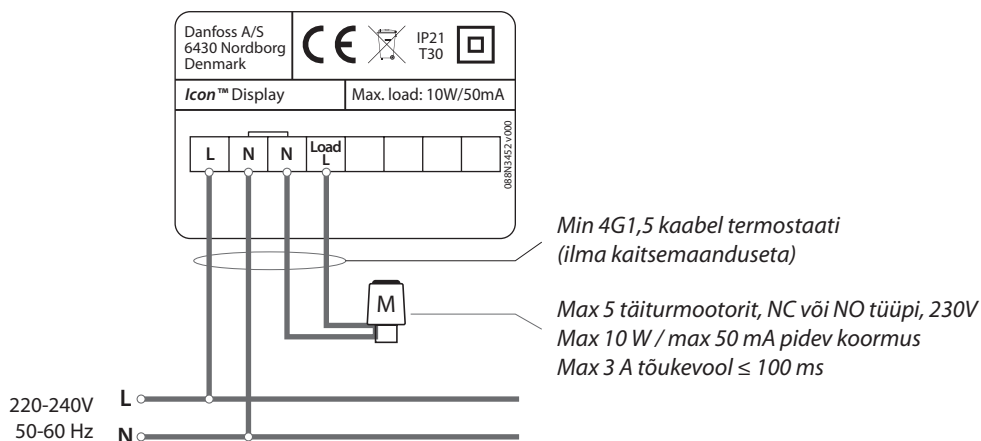 Danfoss A/S
6430 Nordborg
Denmark
CE
IP21
T30
Icon™ Display
Max. load: 10W/50mA
L N N Load L
088N3452 v000
Min 4G1,5 kaabel termostaati
(ilma kaitsemaanduseta)
M
Max 5 täiturmootorit, NC või NO tüüpi, 230V
Max 10 W / max 50 mA pidev koormus
Max 3 A tõukevool ≤ 100 ms
220-240V L
50-60 Hz N